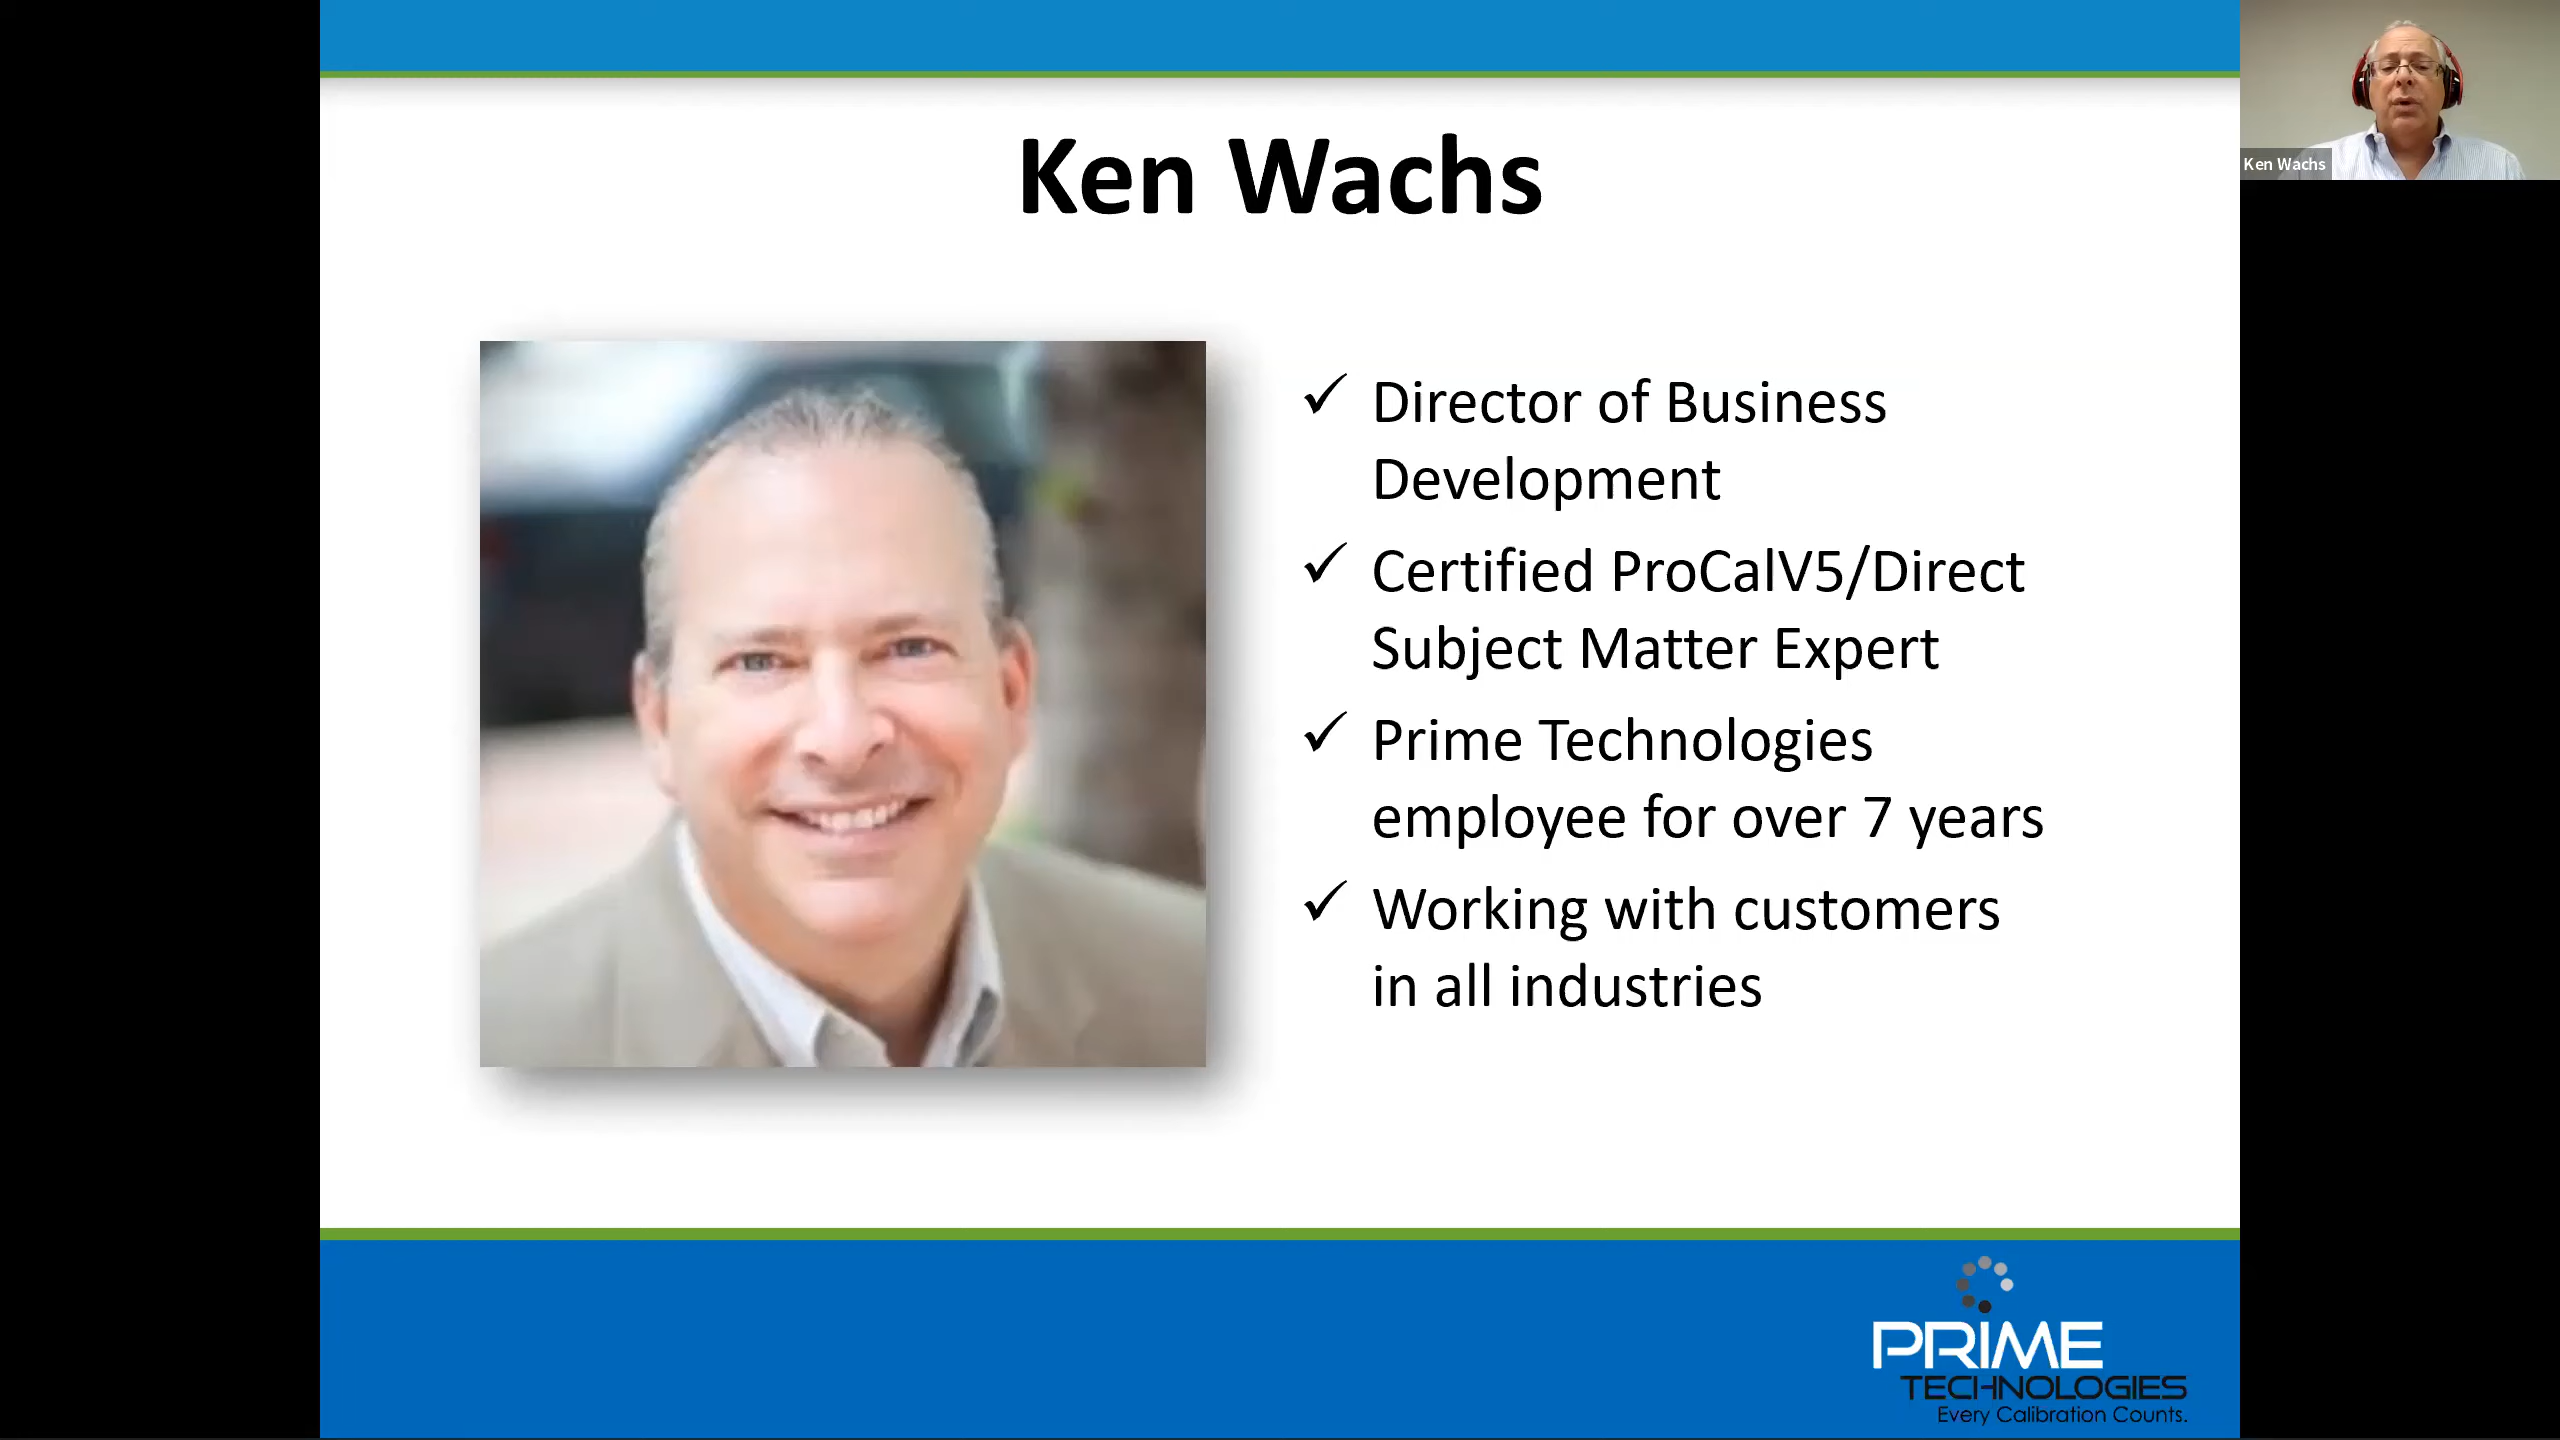 Ken Wachs
Ken Wachs
Director of Business
Development
Certified ProCalV5/Direct
Subject Matter Expert
Prime Technologies
employee for over 7 years
Working with customers
in all industries
PRIME
TECHNOLOGIES
Every Calibration Counts.